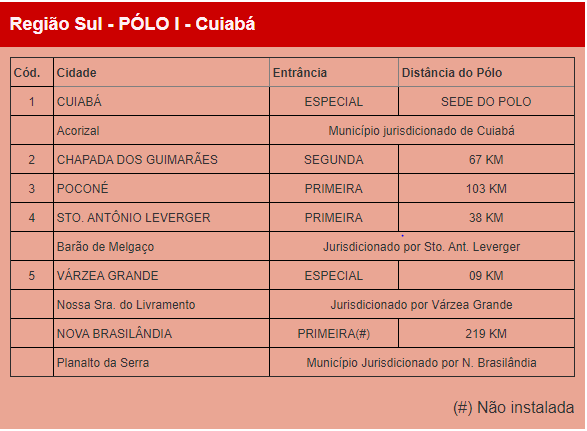 Região Sul - PÓLO I - Cuiabá
Cód. Cidade Entrância Distância do Pólo
1 CUIABÁ ESPECIAL SEDE DO POLO
Acorizal Município jurisdicionado de Cuiabá
2 CHAPADA DOS GUIMARÃES SEGUNDA 67 KM
3 POCONÉ PRIMEIRA 103 KM
4 STO. ANTÔNIO LEVERGER PRIMEIRA 38 KM
Barão de Melgaço Jurisdicionado por Sto. Ant. Leverger
5 VÁRZEA GRANDE ESPECIAL 09 KM
Nossa Sra. do Livramento Jurisdicionado por Várzea Grande
NOVA BRASILÂNDIA PRIMEIRA(#) 219 KM
Planalto da Serra Município Jurisdicionado por N. Brasilândia
(#) Não instalada